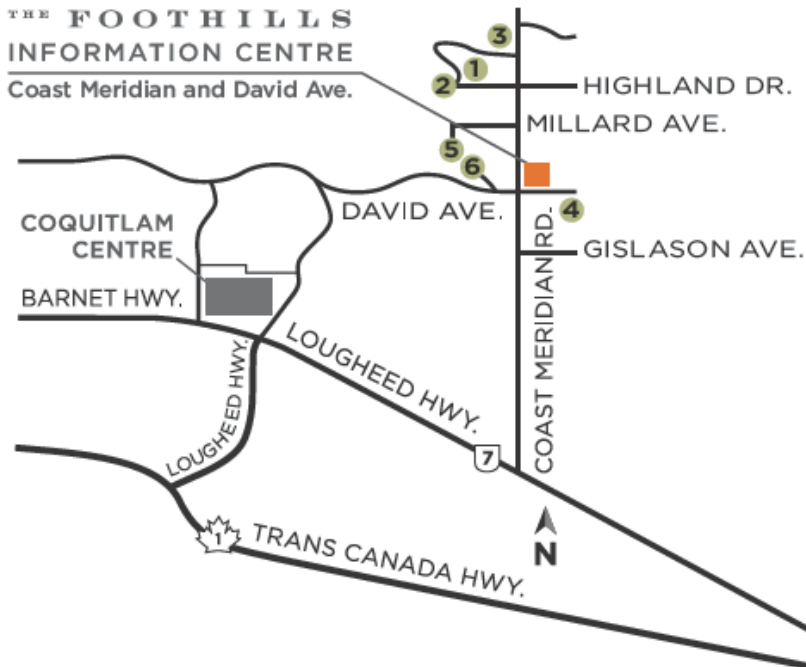 THE FOOTHILLS
INFORMATION CENTRE
Coast Meridian and David Ave.
3
1
2
HIGHLAND DR.
MILLARD AVE.
5
6
DAVID AVE.
4
COQUITLAM
CENTRE
GISLASON AVE.
BARNET HWY.
COAST MERIDIAN RD.
LOUGHEED HWY.
LOUGHEED HWY.
7
N
1
TRANS CANADA HWY.